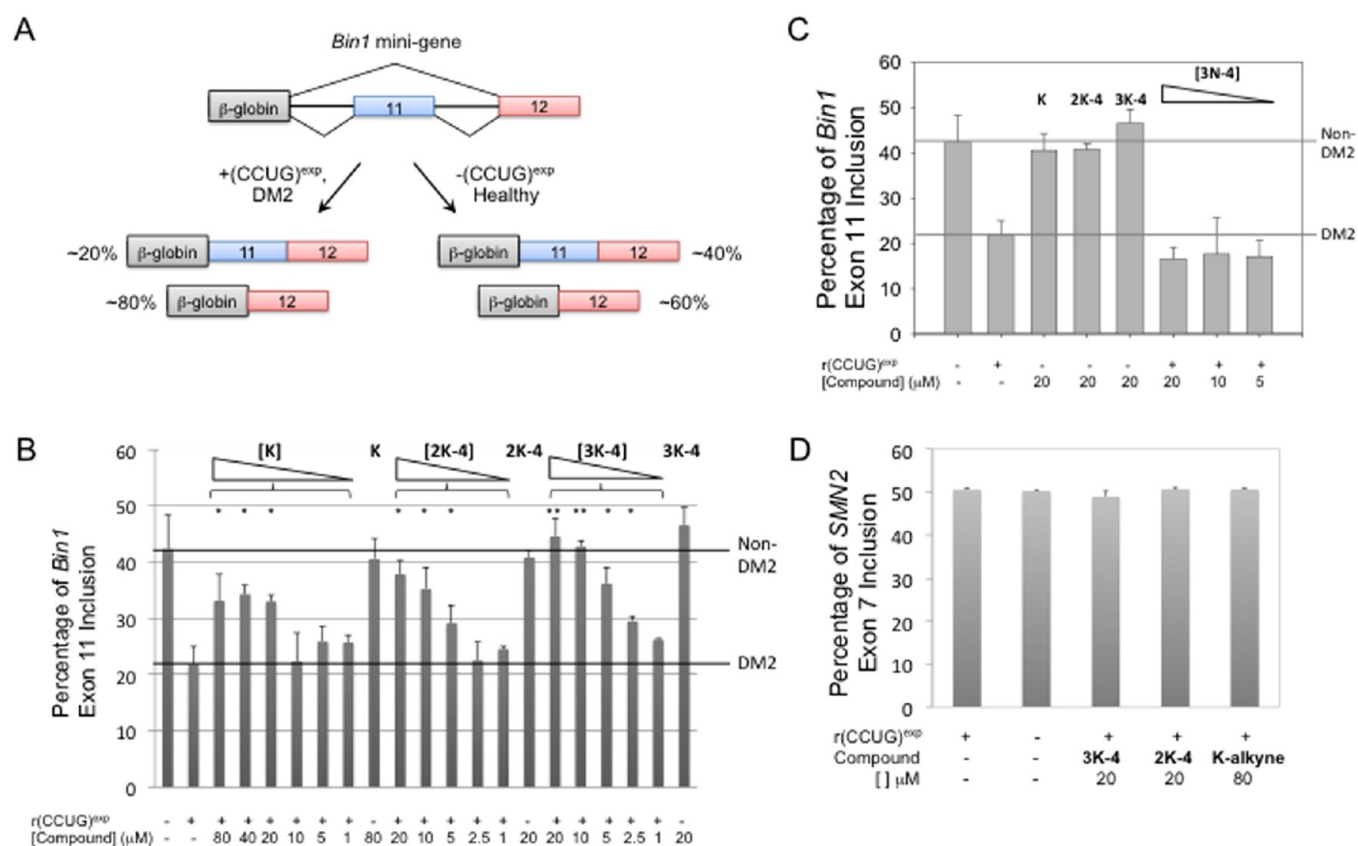 A
Bin1 mini-gene
β-globin 11 12
+(CCUG)exp,
DM2
-(CCUG)exp
Healthy
~20% β-globin 11 12
β-globin 11 12 ~40%
~80% β-globin 12
β-globin 12 ~60%
B
Percentage of Bin1
Exon 11 Inclusion
60
50
40
30
20
10
0
[K] K [2K-4] 2K-4 [3K-4] 3K-4
* * * * * * ** ** * *
Non-
DM2
DM2
r(CCUG)exp - + + + + + + + - + + + + + - + + + + + -
[Compound] (μM) - - 80 40 20 10 5 1 80 20 10 5 2.5 1 20 20 10 5 2.5 1 20
C
Percentage of Bin1
Exon 11 Inclusion
60
50
40
30
20
10
0
K 2K-4 3K-4 [3N-4]
Non-
DM2
DM2
r(CCUG)exp - + - - - + + +
[Compound] (μM) - - 20 20 20 20 10 5
D
Percentage of SMN2
Exon 7 Inclusion
60
50
40
30
20
10
0
r(CCUG)exp + - + + +
Compound - - 3K-4 2K-4 K-alkyne
[ ] μM - - 20 20 80